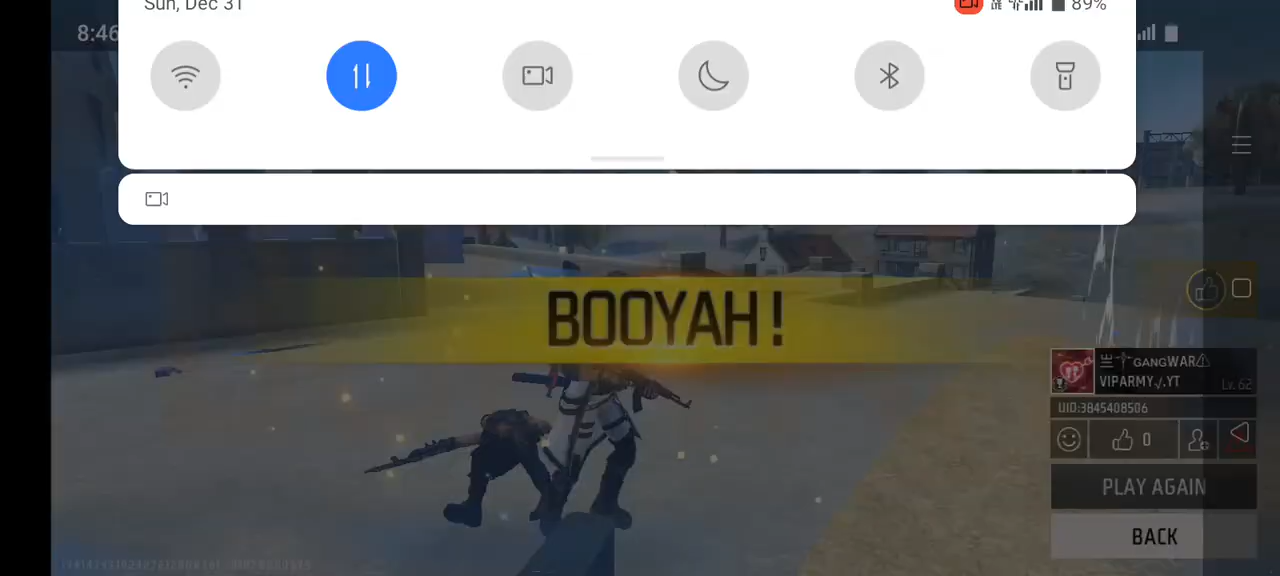 Sun, Dec 31
89%
8:46
BOOYAH!
GANGWAR
VIPARMY√.YT
Lv. 62
UID:3845408506
0
PLAY AGAIN
BACK